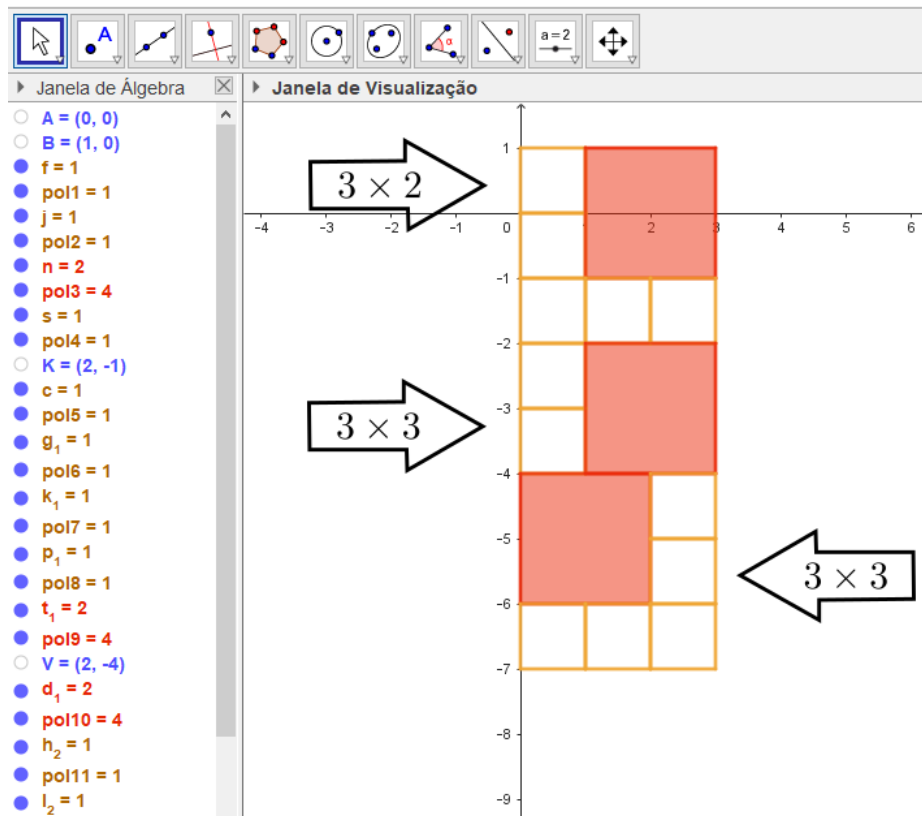 A
α
a = 2
Janela de Álgebra
Janela de Visualização
A = (0, 0)
B = (1, 0)
f = 1
pol1 = 1
j = 1
pol2 = 1
n = 2
pol3 = 4
s = 1
pol4 = 1
K = (2, -1)
c = 1
pol5 = 1
g₁ = 1
pol6 = 1
k₁ = 1
pol7 = 1
p₁ = 1
pol8 = 1
t₁ = 2
pol9 = 4
V = (2, -4)
d₁ = 2
pol10 = 4
h₂ = 1
pol11 = 1
l₂ = 1
1
3 × 2
-4 -3 -2 -1 0 2 3 4 5 6
-1
-2
-3
3 × 3
-4
-5
3 × 3
-6
-7
-8
-9